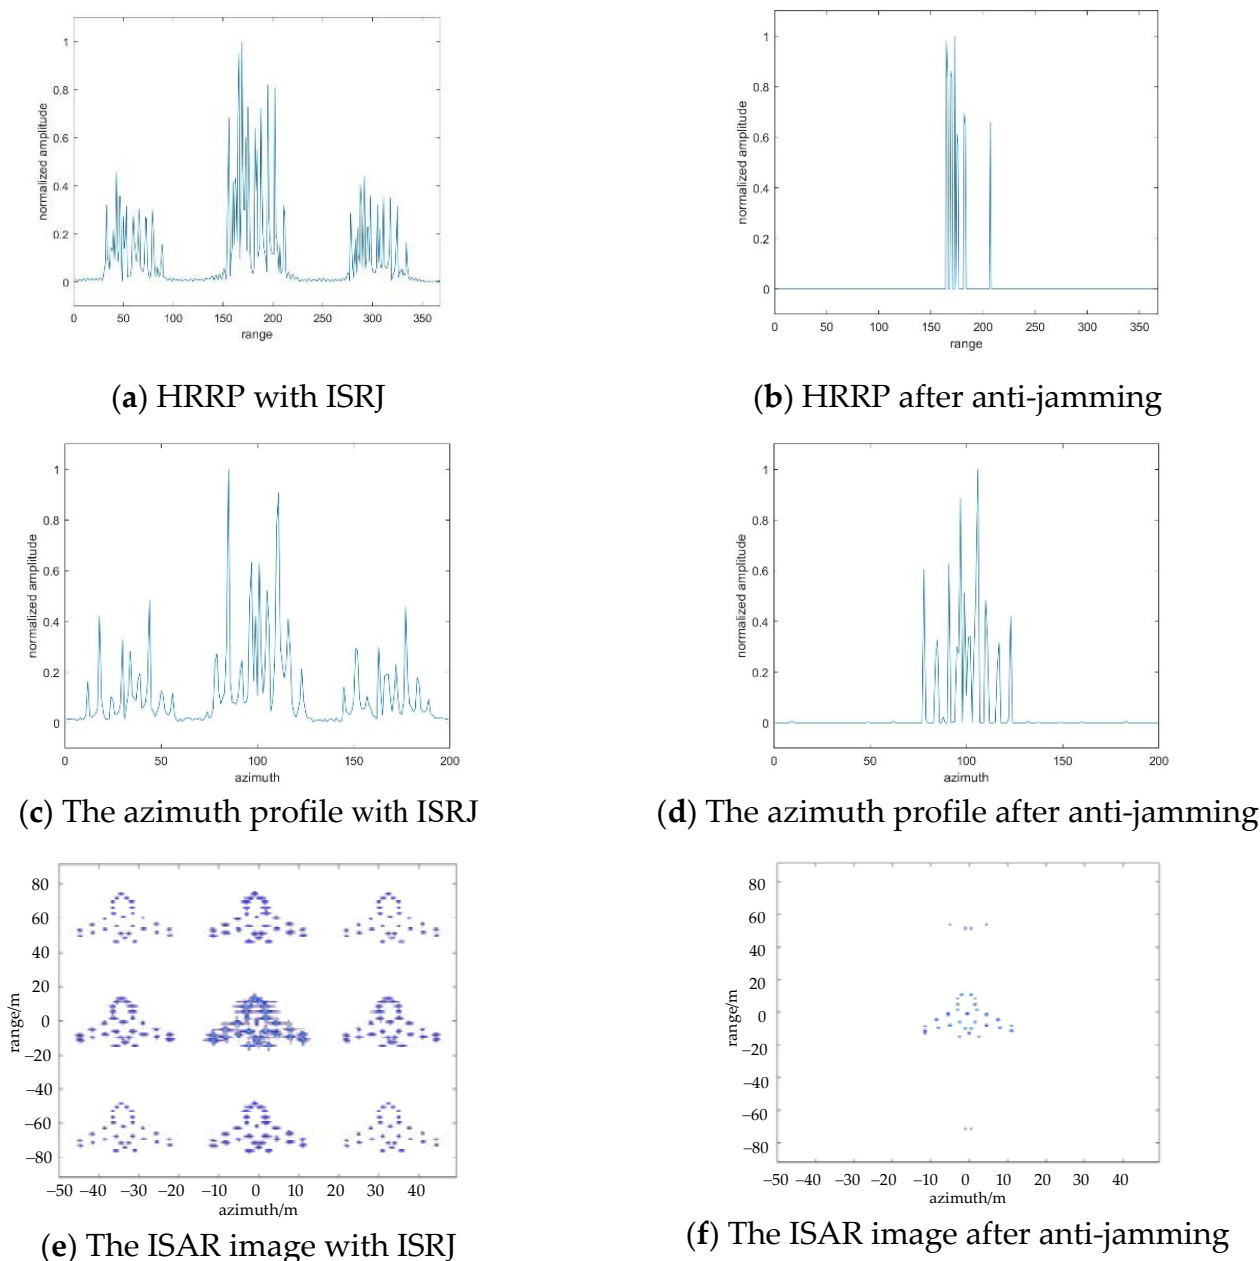 1
0.8
0.6
0.4
0.2
0
normalized amplitude
0 50 100 150 200 250 300 350
range
1
0.8
0.6
0.4
0.2
0
normalized amplitude
0 50 100 150 200 250 300 350
range
(a) HRRP with ISRJ
(b) HRRP after anti-jamming
1
0.8
0.6
0.4
0.2
0
normalized amplitude
0 50 100 150 200
azimuth
1
0.8
0.6
0.4
0.2
0
normalized amplitude
0 50 100 150 200
azimuth
(c) The azimuth profile with ISRJ
(d) The azimuth profile after anti-jamming
80
60
40
20
0
−20
−40
−60
−80
range/m
−50 −40 −30 −20 −10 0 10 20 30 40
azimuth/m
80
60
40
20
0
−20
−40
−60
−80
range/m
−50 −40 −30 −20 −10 0 10 20 30 40
azimuth/m
(e) The ISAR image with ISRJ
(f) The ISAR image after anti-jamming